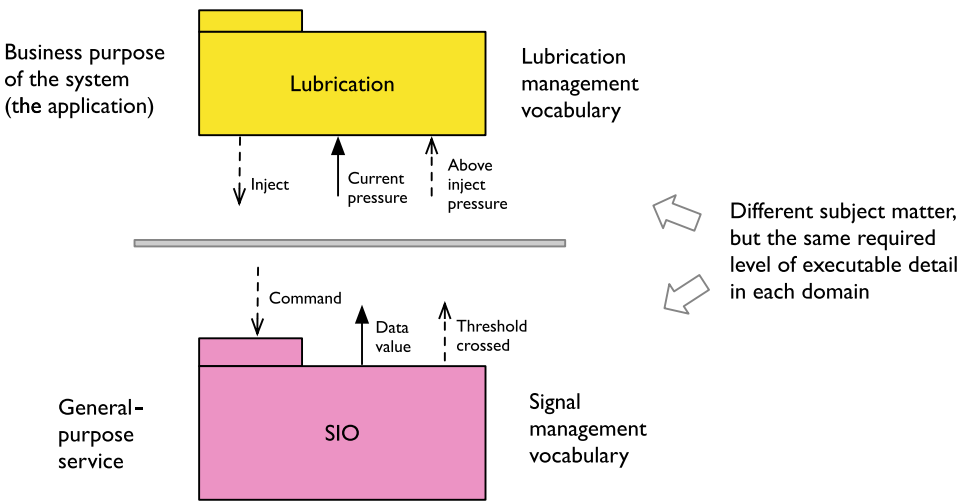 Business purpose
of the system
(the application)
Lubrication
Lubrication
management
vocabulary
Inject
Current
pressure
Above
inject
pressure
Different subject matter,
but the same required
level of executable detail
in each domain
Command
Data
value
Threshold
crossed
General-
purpose
service
SIO
Signal
management
vocabulary